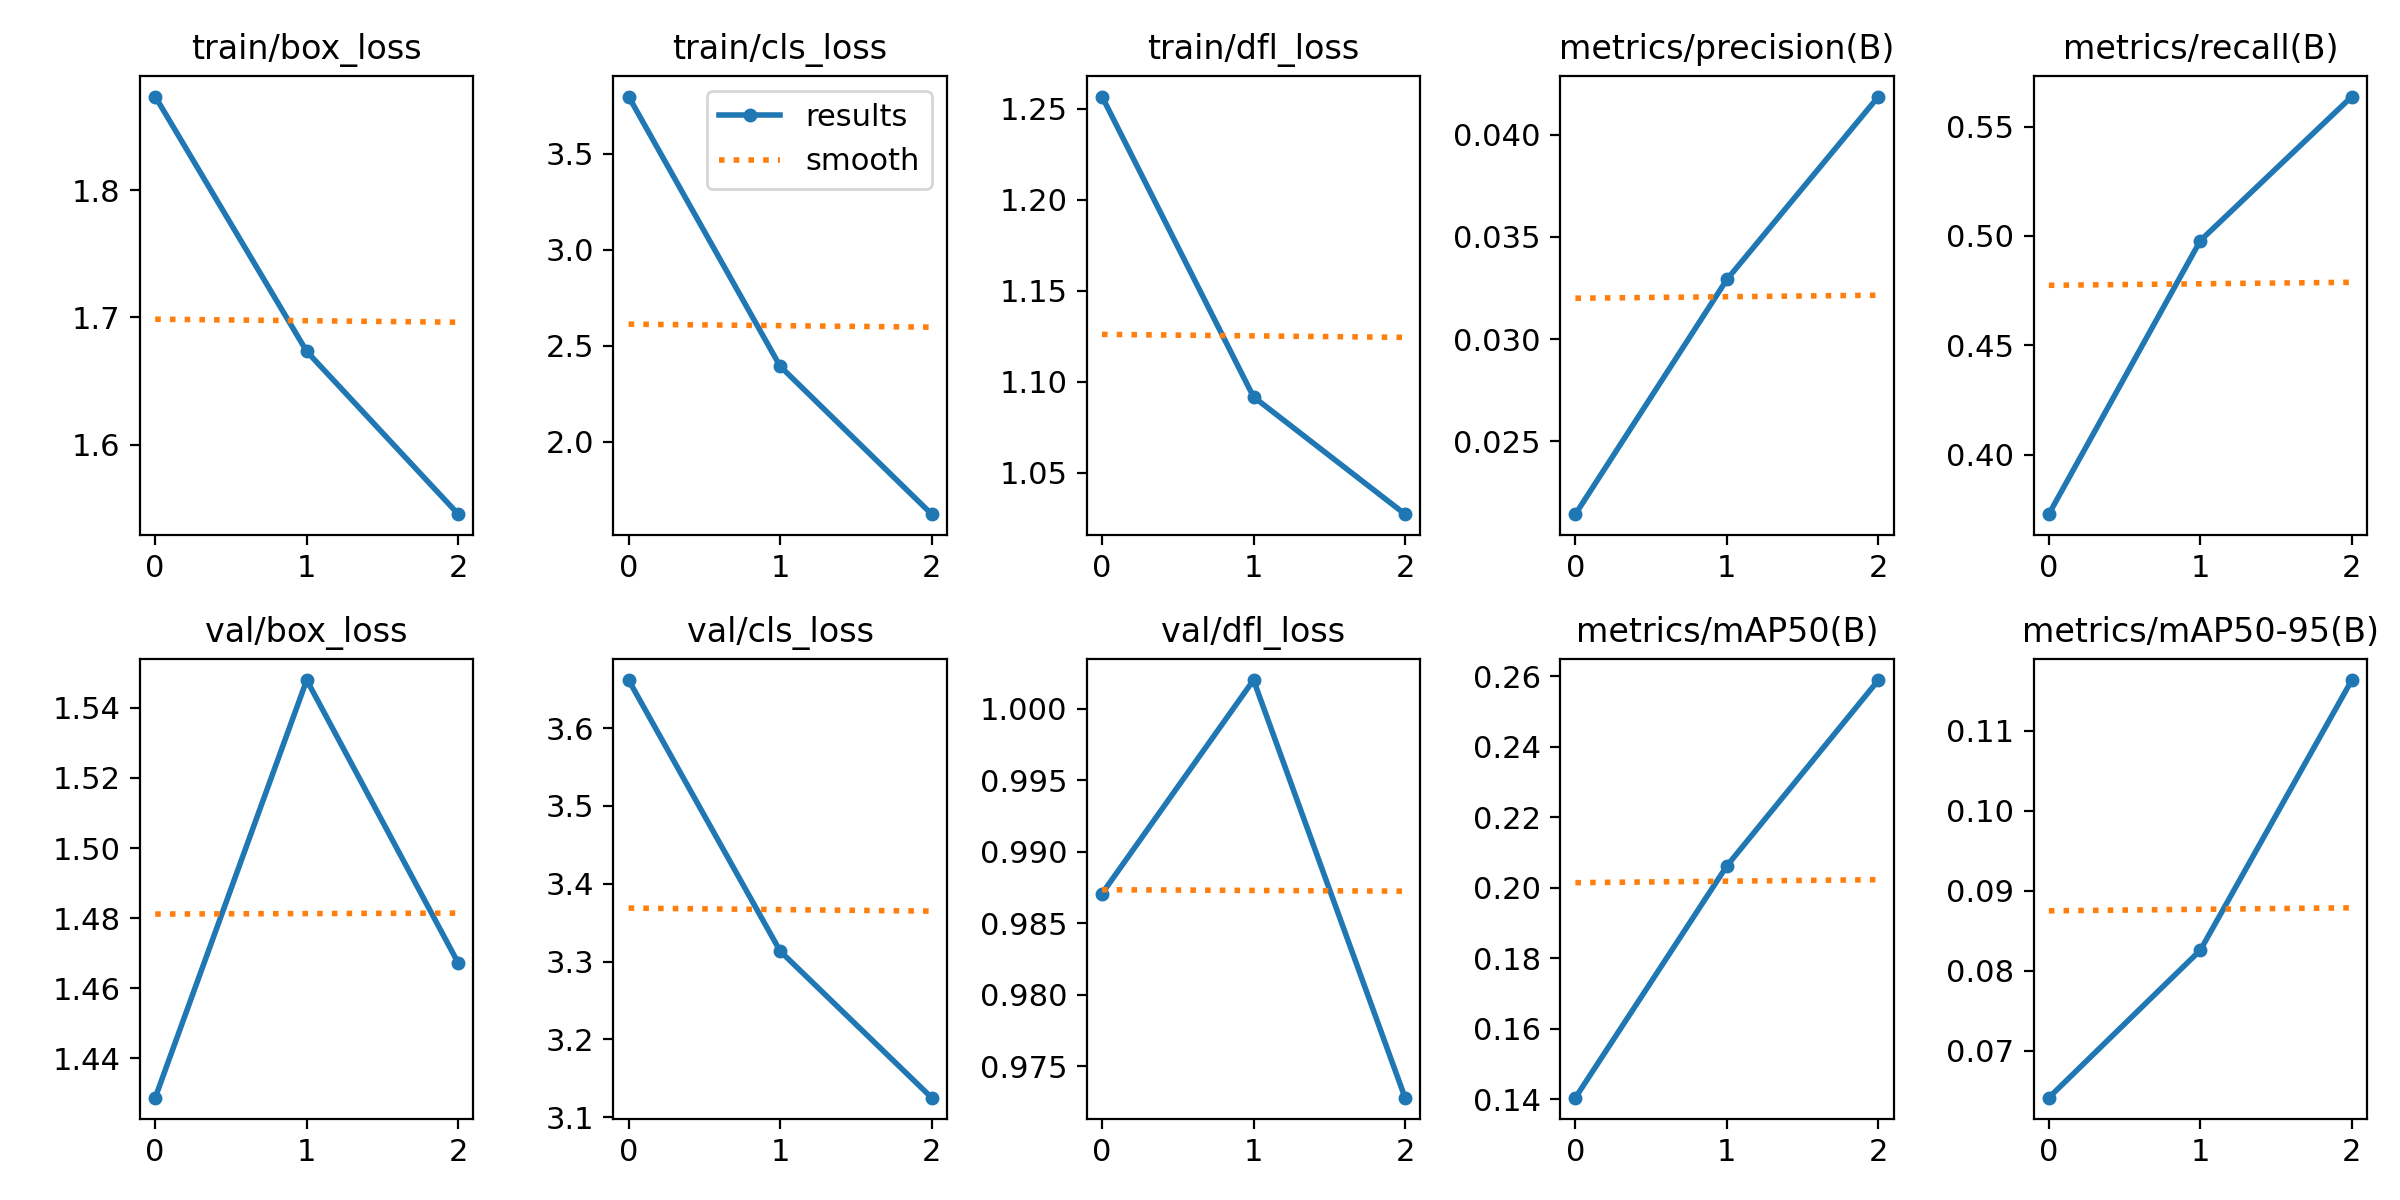 train/box_loss
1.8
1.7
1.6
0 1 2
train/cls_loss
results
smooth
3.5
3.0
2.5
2.0
0 1 2
train/dfl_loss
1.25
1.20
1.15
1.10
1.05
0 1 2
metrics/precision(B)
0.040
0.035
0.030
0.025
0 1 2
metrics/recall(B)
0.55
0.50
0.45
0.40
0 1 2
val/box_loss
1.54
1.52
1.50
1.48
1.46
1.44
0 1 2
val/cls_loss
3.6
3.5
3.4
3.3
3.2
3.1
0 1 2
val/dfl_loss
1.000
0.995
0.990
0.985
0.980
0.975
0 1 2
metrics/mAP50(B)
0.26
0.24
0.22
0.20
0.18
0.16
0.14
0 1 2
metrics/mAP50-95(B)
0.11
0.10
0.09
0.08
0.07
0 1 2